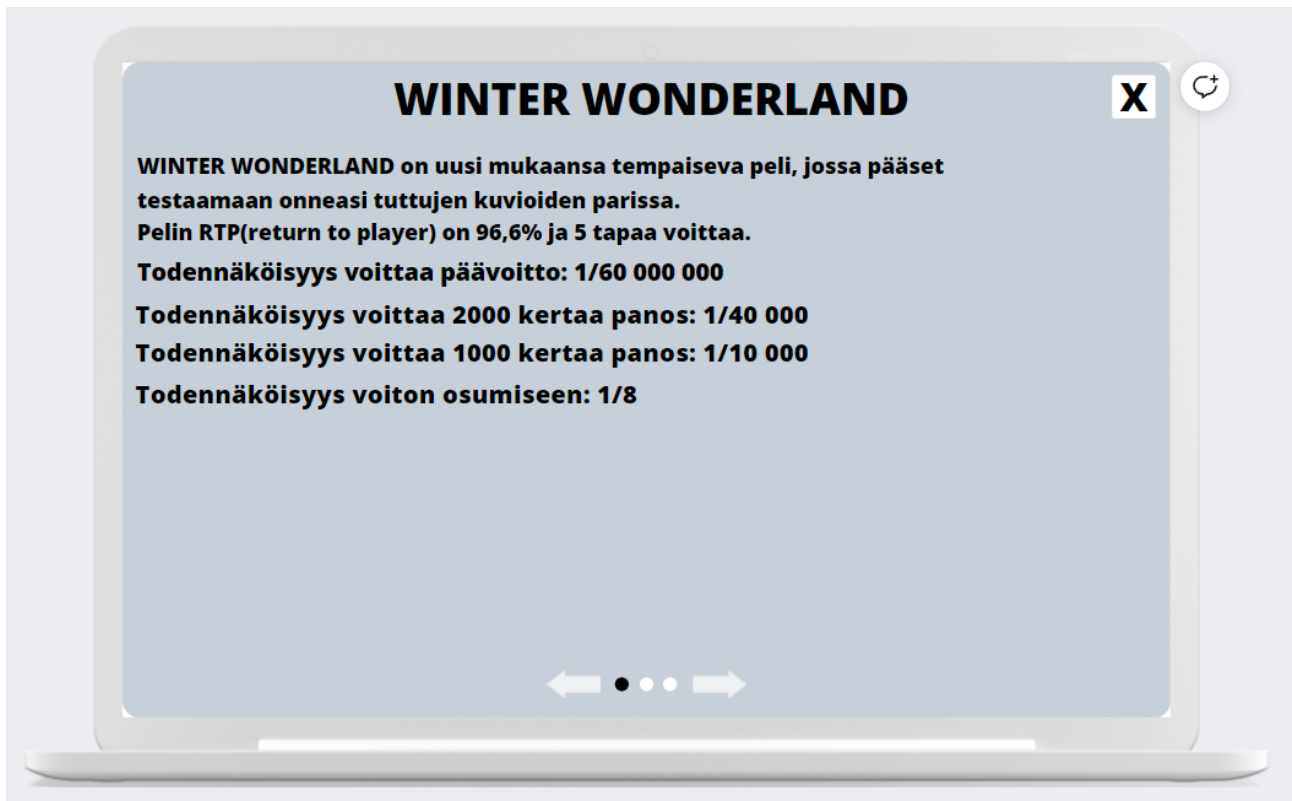 WINTER WONDERLAND
X
WINTER WONDERLAND on uusi mukaansa tempaiseva peli, jossa pääset
testaamaan onneasi tuttujen kuvioiden parissa.
Pelin RTP(return to player) on 96,6% ja 5 tapaa voittaa.
Todennäköisyys voittaa päävoitto: 1/60 000 000
Todennäköisyys voittaa 2000 kertaa panos: 1/40 000
Todennäköisyys voittaa 1000 kertaa panos: 1/10 000
Todennäköisyys voiton osumiseen: 1/8